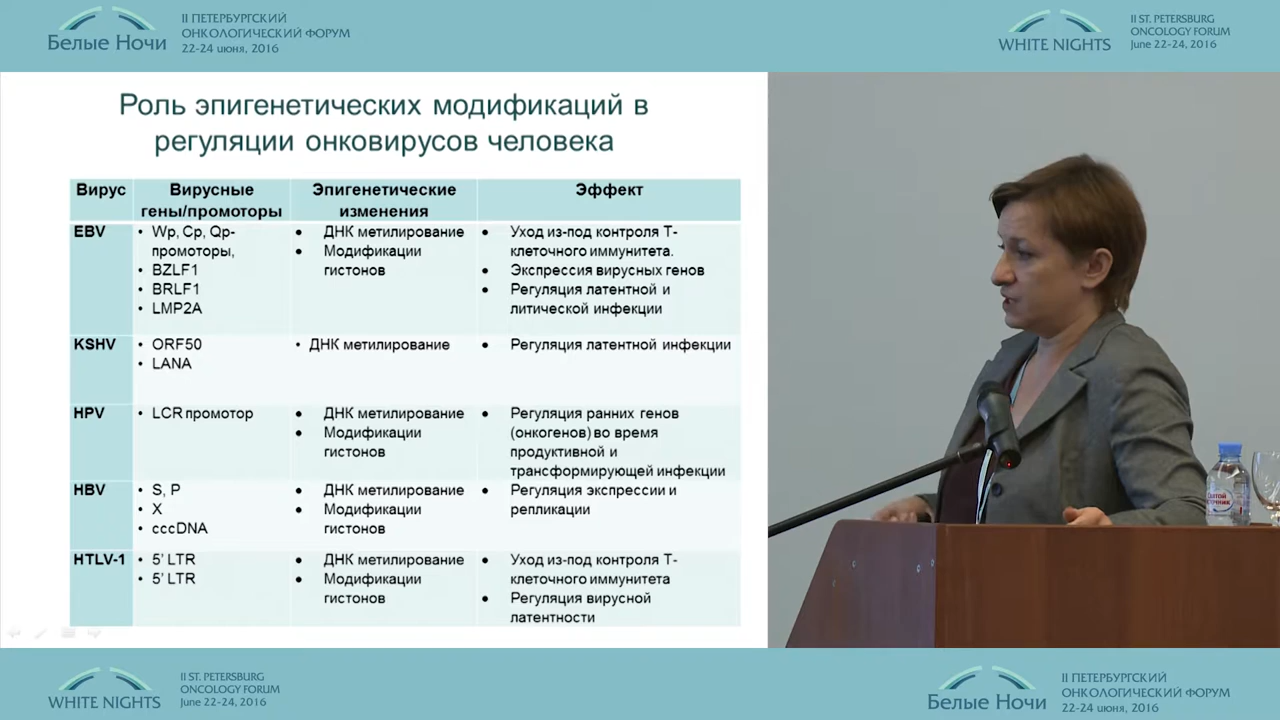 II ПЕТЕРБУРГСКИЙ
ОНКОЛОГИЧЕСКИЙ ФОРУМ
22-24 июня, 2016
Белые Ночи
II ST. PETERSBURG
ONCOLOGY FORUM
June 22-24, 2016
WHITE NIGHTS
Роль эпигенетических модификаций в
регуляции онковирусов человека
Вирус
Вирусные
гены/промоторы
Эпигенетические
изменения
Эффект
EBV
• Wp, Cp, Qp-
промоторы,
• BZLF1
• BRLF1
• LMP2A
• ДНК метилирование
• Модификации
гистонов
• Уход из-под контроля Т-
клеточного иммунитета.
• Экспрессия вирусных генов
• Регуляция латентной и
литической инфекции
KSHV
• ORF50
• LANA
• ДНК метилирование
• Регуляция латентной инфекции
HPV
• LCR промотор
• ДНК метилирование
• Модификации
гистонов
• Регуляция ранних генов
(онкогенов) во время
продуктивной и
трансформирующей инфекции
HBV
• S, P
• X
• cccDNA
• ДНК метилирование
• Модификации
гистонов
• Регуляция экспрессии и
репликации
HTLV-1
• 5' LTR
• 5' LTR
• ДНК метилирование
• Модификации
гистонов
• Уход из-под контроля Т-
клеточного иммунитета
• Регуляция вирусной
латентности
WHITE NIGHTS
II ST. PETERSBURG
ONCOLOGY FORUM
June 22-24, 2016
Белые Ночи
II ПЕТЕРБУРГСКИЙ
ОНКОЛОГИЧЕСКИЙ ФОРУМ
22-24 июня, 2016